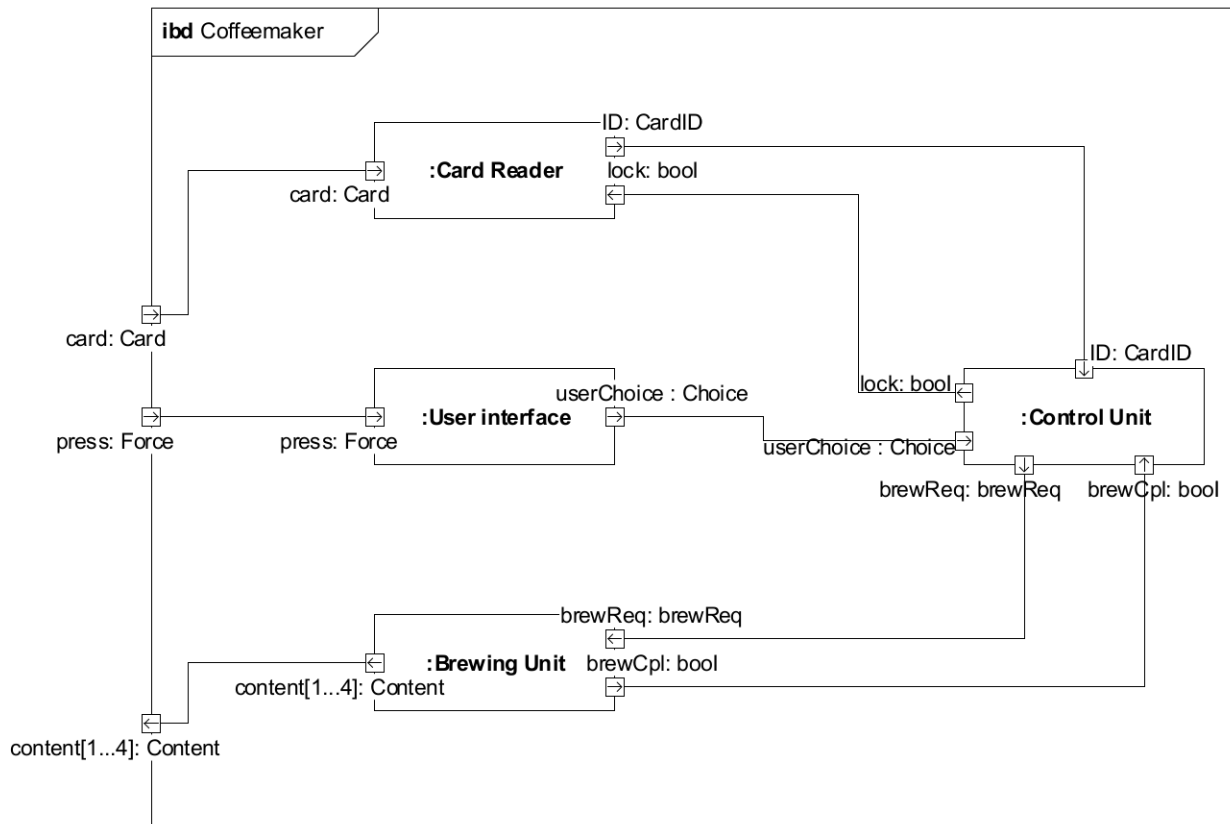 ibd Coffeemaker
ID: CardID
:Card Reader
lock: bool
card: Card
card: Card
ID: CardID
lock: bool
userChoice : Choice
:User interface
:Control Unit
press: Force
press: Force
userChoice : Choice
brewReq: brewReq
brewCpl: bool
brewReq: brewReq
:Brewing Unit
brewCpl: bool
content[1...4]: Content
content[1...4]: Content